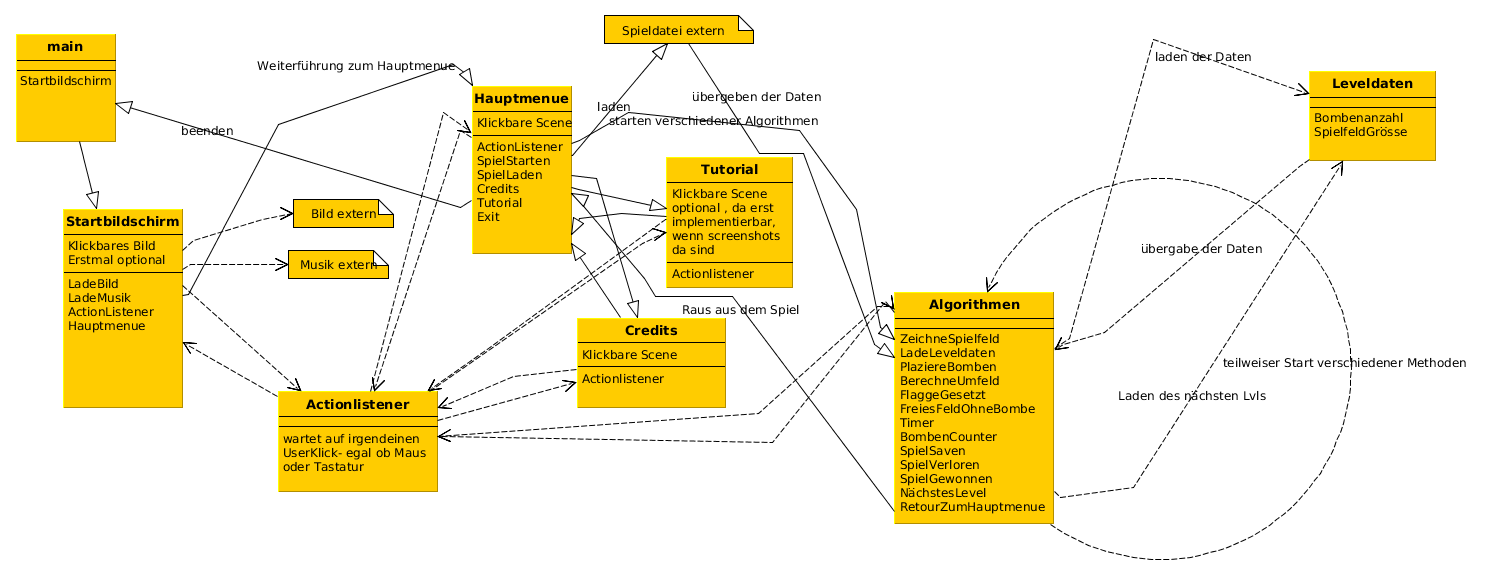 main
Startbildschirm
Startbildschirm
Klickbares Bild
Erstmal optional
LadeBild
LadeMusik
ActionListener
Hauptmenue
Bild extern
Musik extern
Weiterführung zum Hauptmenue
beenden
Hauptmenue
Klickbare Scene
ActionListener
SpielStarten
SpielLaden
Credits
Tutorial
Exit
Spieldatei extern
laden
übergeben der Daten
starten verschiedener Algorithmen
Tutorial
Klickbare Scene
optional , da erst
implementierbar,
wenn screenshots
da sind
Actionlistener
Raus aus dem Spiel
Credits
Klickbare Scene
Actionlistener
Actionlistener
wartet auf irgendeinen
UserKlick- egal ob Maus
oder Tastatur
Algorithmen
ZeichneSpielfeld
LadeLeveldaten
PlaziereBomben
BerechneUmfeld
FlaggeGesetzt
FreiesFeldOhneBombe
Timer
BombenCounter
SpielSaven
SpielVerloren
SpielGewonnen
NächstesLevel
RetourZumHauptmenue
laden der Daten
Leveldaten
Bombenanzahl
SpielfeldGrösse
übergabe der Daten
teilweiser Start verschiedener Methoden
Laden des nächsten Lvls